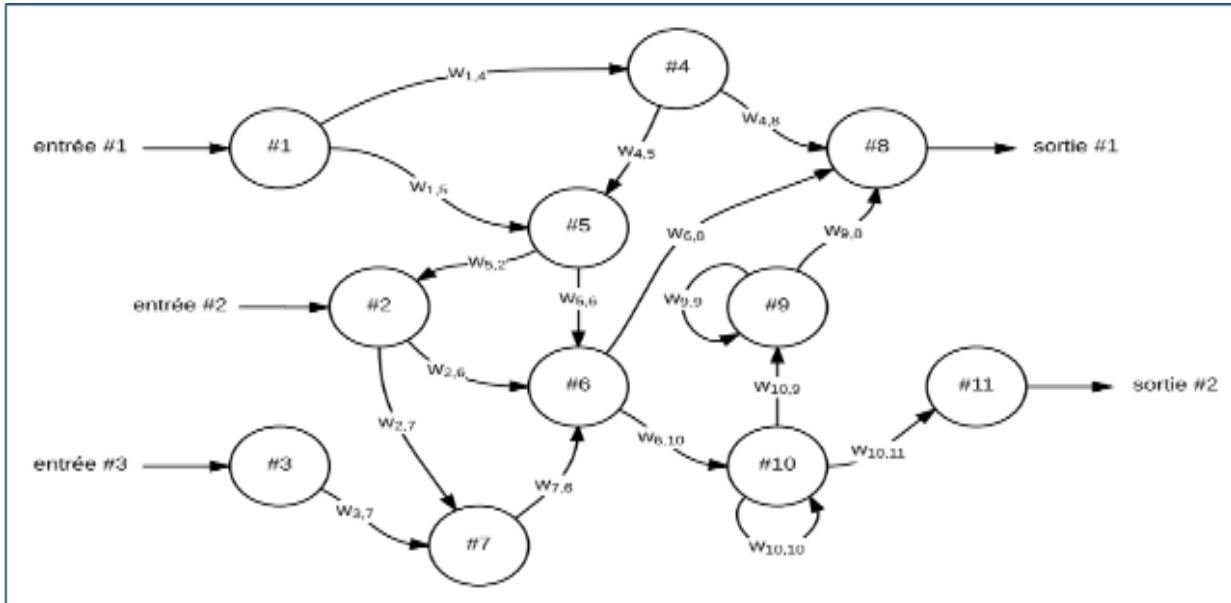 #4
w1,4
entrée #1
#1
w4,8
#8
sortie #1
w4,5
w1,5
#5
w6,8
w9,8
w5,2
entrée #2
#2
w5,6
w9,9
#9
w2,6
#6
w10,9
#11
sortie #2
w2,7
w6,10
w10,11
entrée #3
#3
#10
w7,6
w3,7
#7
w10,10